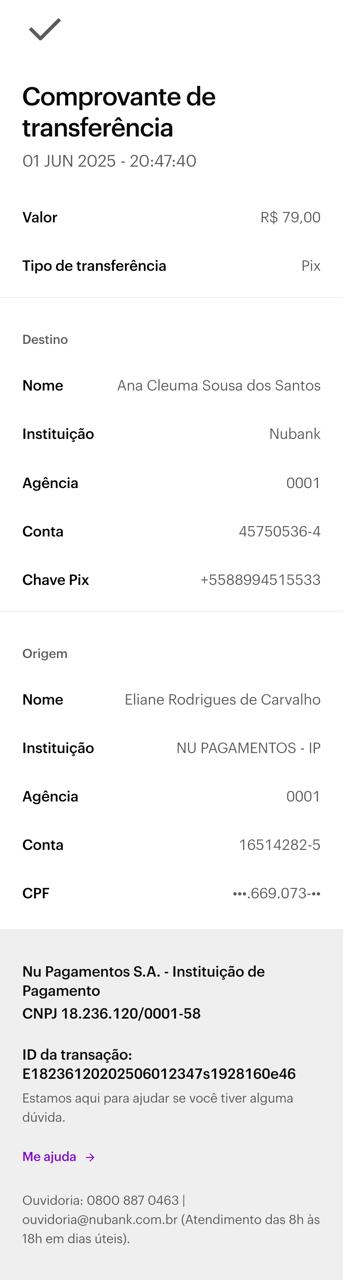 Comprovante de
transferência
01 JUN 2025 - 20:47:40
Valor R$ 79,00
Tipo de transferência Pix
Destino
Nome Ana Cleuma Sousa dos Santos
Instituição Nubank
Agência 0001
Conta 45750536-4
Chave Pix +5588994515533
Origem
Nome Eliane Rodrigues de Carvalho
Instituição NU PAGAMENTOS - IP
Agência 0001
Conta 16514282-5
CPF •••.669.073-••
Nu Pagamentos S.A. - Instituição de
Pagamento
CNPJ 18.236.120/0001-58
ID da transação:
E18236120202506012347s1928160e46
Estamos aqui para ajudar se você tiver alguma
dúvida.
Me ajuda →
Ouvidoria: 0800 887 0463 |
ouvidoria@nubank.com.br (Atendimento das 8h às
18h em dias úteis).